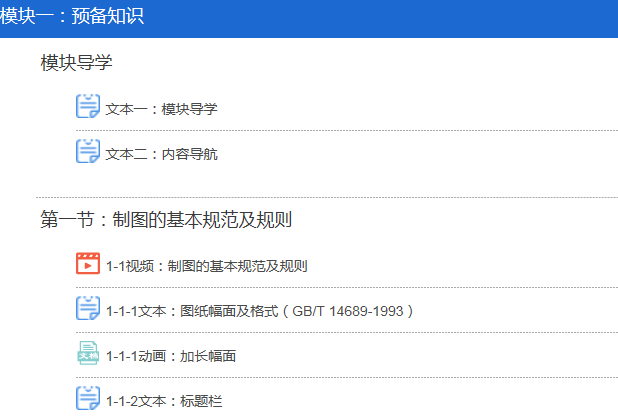 模块一：预备知识
模块导学
文本一：模块导学
文本二：内容导航
第一节：制图的基本规范及规则
1-1视频：制图的基本规范及规则
1-1-1文本：图纸幅面及格式（GB/T 14689-1993）
文档
1-1-1动画：加长幅面
1-1-2文本：标题栏